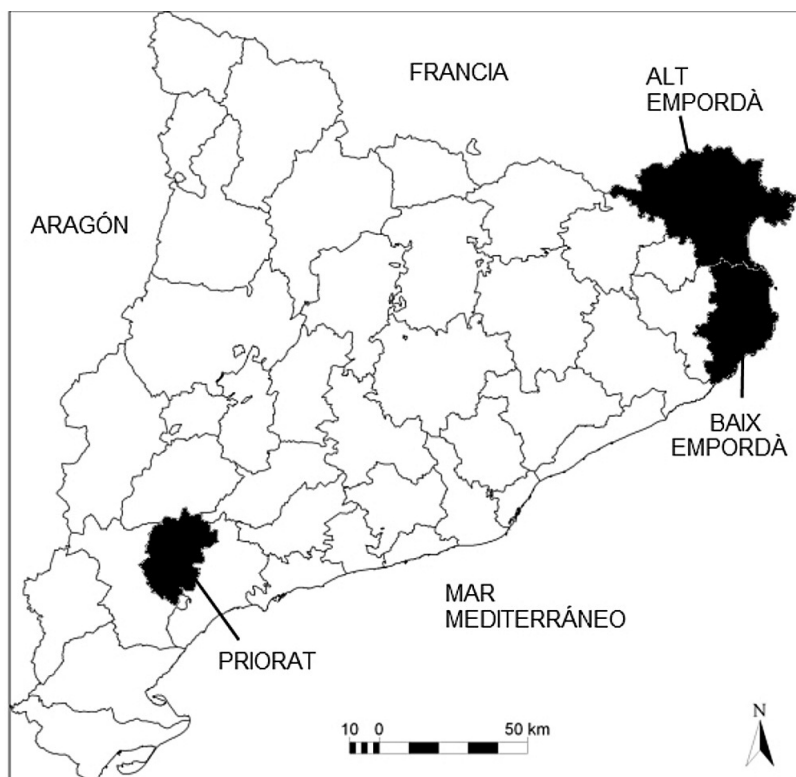 FRANCIA
ALT
EMPORDÀ
ARAGÓN
BAIX
EMPORDÀ
MAR
MEDITERRÁNEO
PRIORAT
10 0 50 km
N